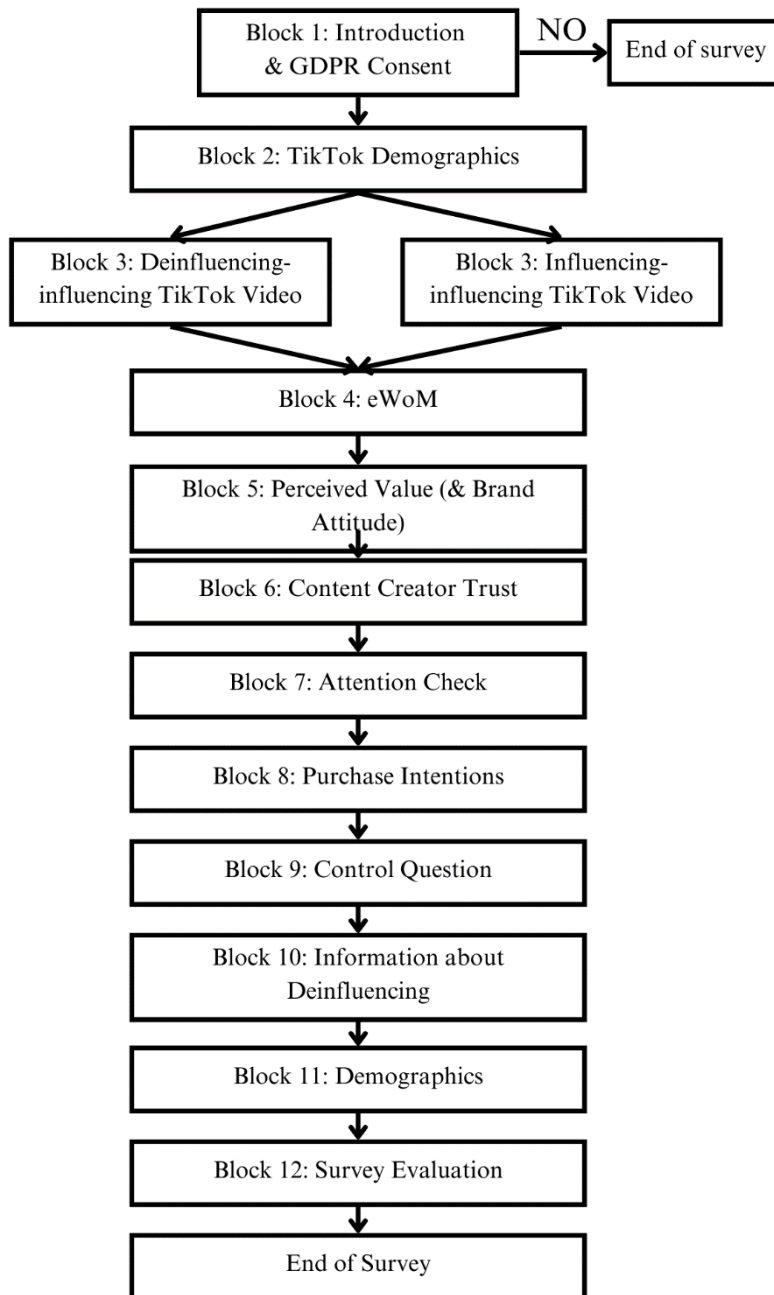 Block 1: Introduction
& GDPR Consent
NO
End of survey
Block 2: TikTok Demographics
Block 3: Deinfluencing-
influencing TikTok Video
Block 3: Influencing-
influencing TikTok Video
Block 4: eWoM
Block 5: Perceived Value (& Brand
Attitude)
Block 6: Content Creator Trust
Block 7: Attention Check
Block 8: Purchase Intentions
Block 9: Control Question
Block 10: Information about
Deinfluencing
Block 11: Demographics
Block 12: Survey Evaluation
End of Survey